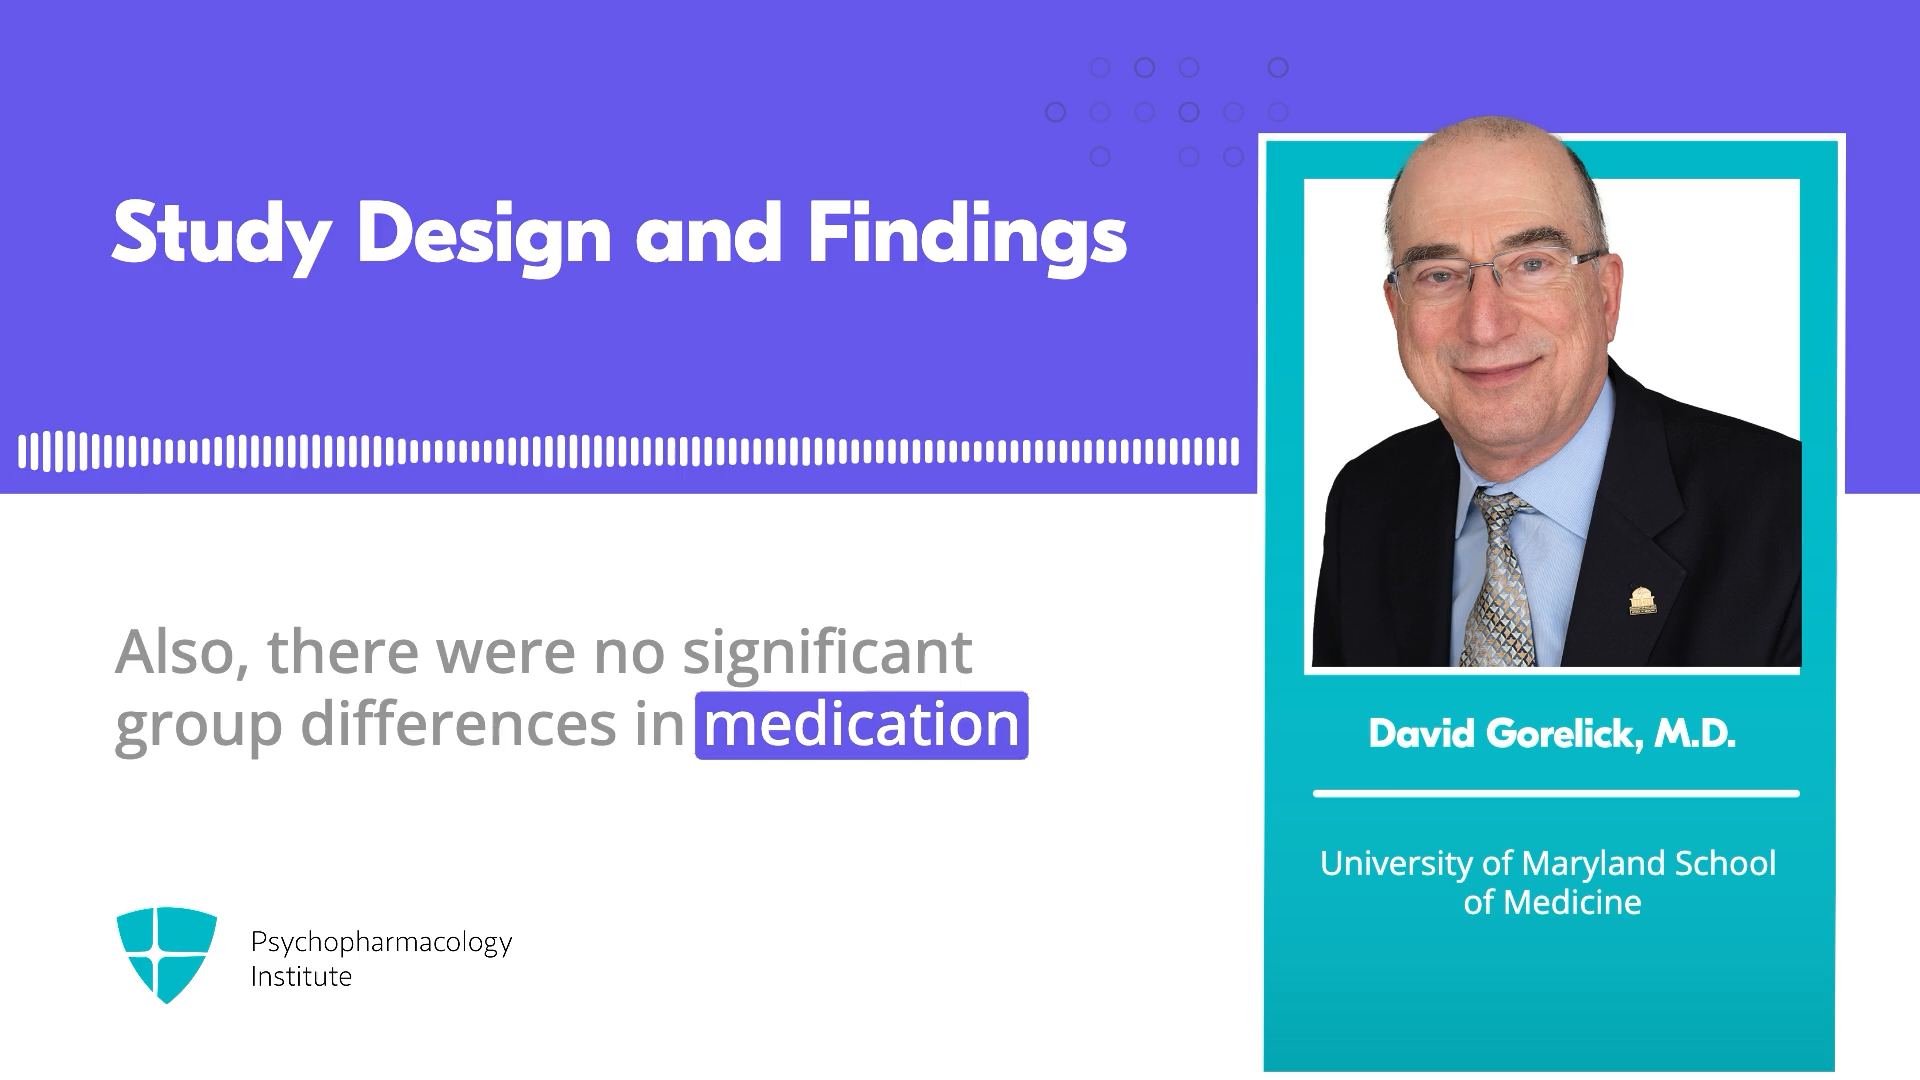 Study Design and Findings
Also, there were no significant
group differences in medication
Psychopharmacology
Institute
David Gorelick, M.D.
University of Maryland School
of Medicine